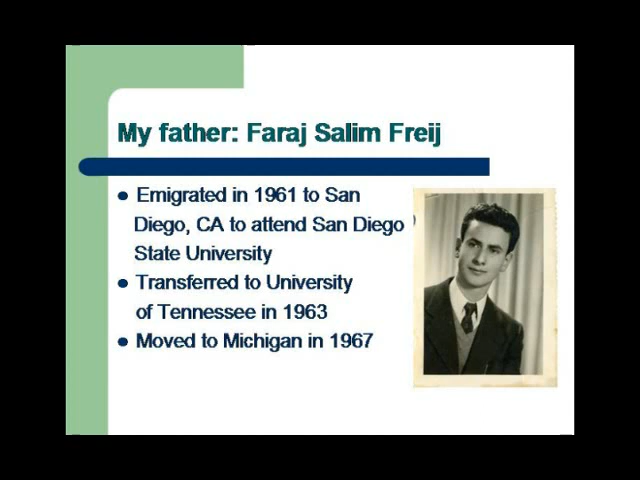 My father: Faraj Salim Freij
● Emigrated in 1961 to San
Diego, CA to attend San Diego
State University
● Transferred to University
of Tennessee in 1963
● Moved to Michigan in 1967